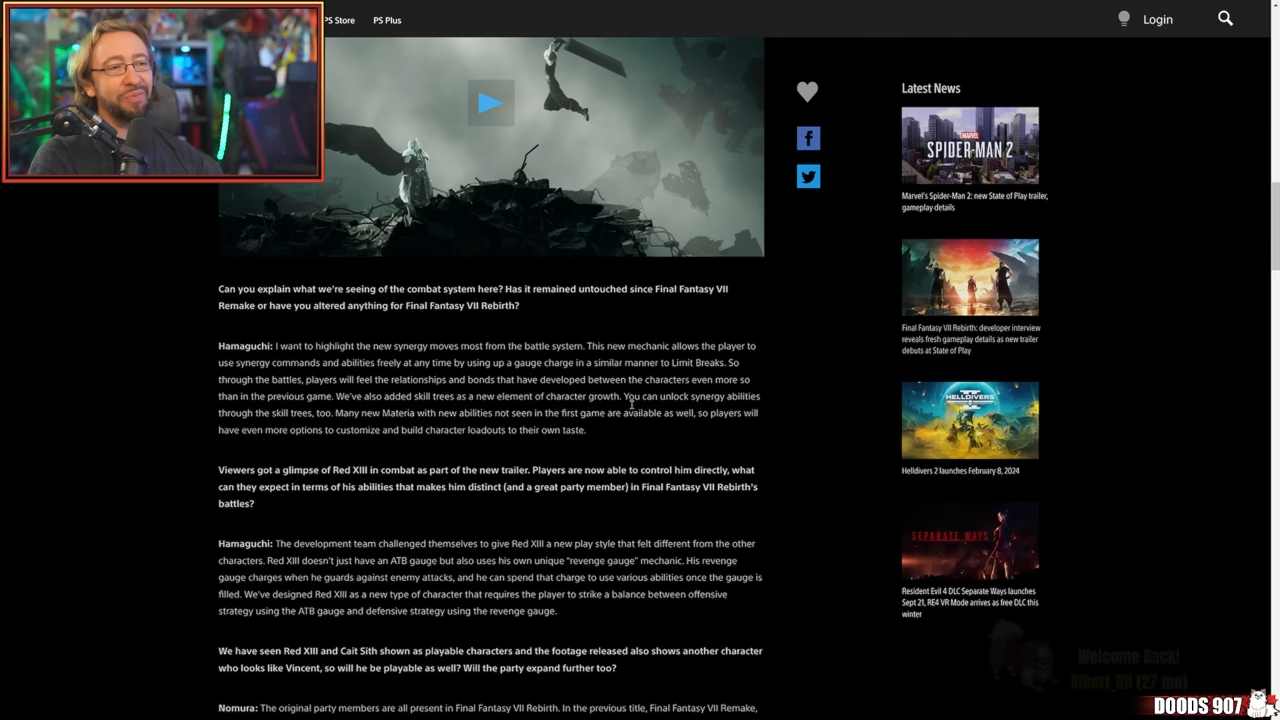 PS Store
PS Plus
Login
Latest News
MARVEL
SPIDER-MAN 2
Marvel's Spider-Man 2: new State of Play trailer,
gameplay details
Final Fantasy VII Rebirth: developer interview
reveals fresh gameplay details as new trailer
debuts at State of Play
HELLDIVERS
Helldivers 2 launches February 8, 2024
SEPARATE WAYS
Resident Evil 4 DLC Separate Ways launches
Sept 21, RE4 VR Mode arrives as free DLC this
winter
Can you explain what we're seeing of the combat system here? Has it remained untouched since Final Fantasy VII
Remake or have you altered anything for Final Fantasy VII Rebirth?
Hamaguchi: I want to highlight the new synergy moves most from the battle system. This new mechanic allows the player to
use synergy commands and abilities freely at any time by using up a gauge charge in a similar manner to Limit Breaks. So
through the battles, players will feel the relationships and bonds that have developed between the characters even more so
than in the previous game. We've also added skill trees as a new element of character growth. You can unlock synergy abilities
through the skill trees, too. Many new Materia with new abilities not seen in the first game are available as well, so players will
have even more options to customize and build character loadouts to their own taste.
Viewers got a glimpse of Red XIII in combat as part of the new trailer. Players are now able to control him directly, what
can they expect in terms of his abilities that makes him distinct (and a great party member) in Final Fantasy VII Rebirth's
battles?
Hamaguchi: The development team challenged themselves to give Red XIII a new play style that felt different from the other
characters. Red XIII doesn't just have an ATB gauge but also uses his own unique "revenge gauge" mechanic. His revenge
gauge charges when he guards against enemy attacks, and he can spend that charge to use various abilities once the gauge is
filled. We've designed Red XIII as a new type of character that requires the player to strike a balance between offensive
strategy using the ATB gauge and defensive strategy using the revenge gauge.
We have seen Red XIII and Cait Sith shown as playable characters and the footage released also shows another character
who looks like Vincent, so will he be playable as well? Will the party expand further too?
Nomura: The original party members are all present in Final Fantasy VII Rebirth. In the previous title, Final Fantasy VII Remake,
Welcome Back!
(27 mo)
DOODS 907